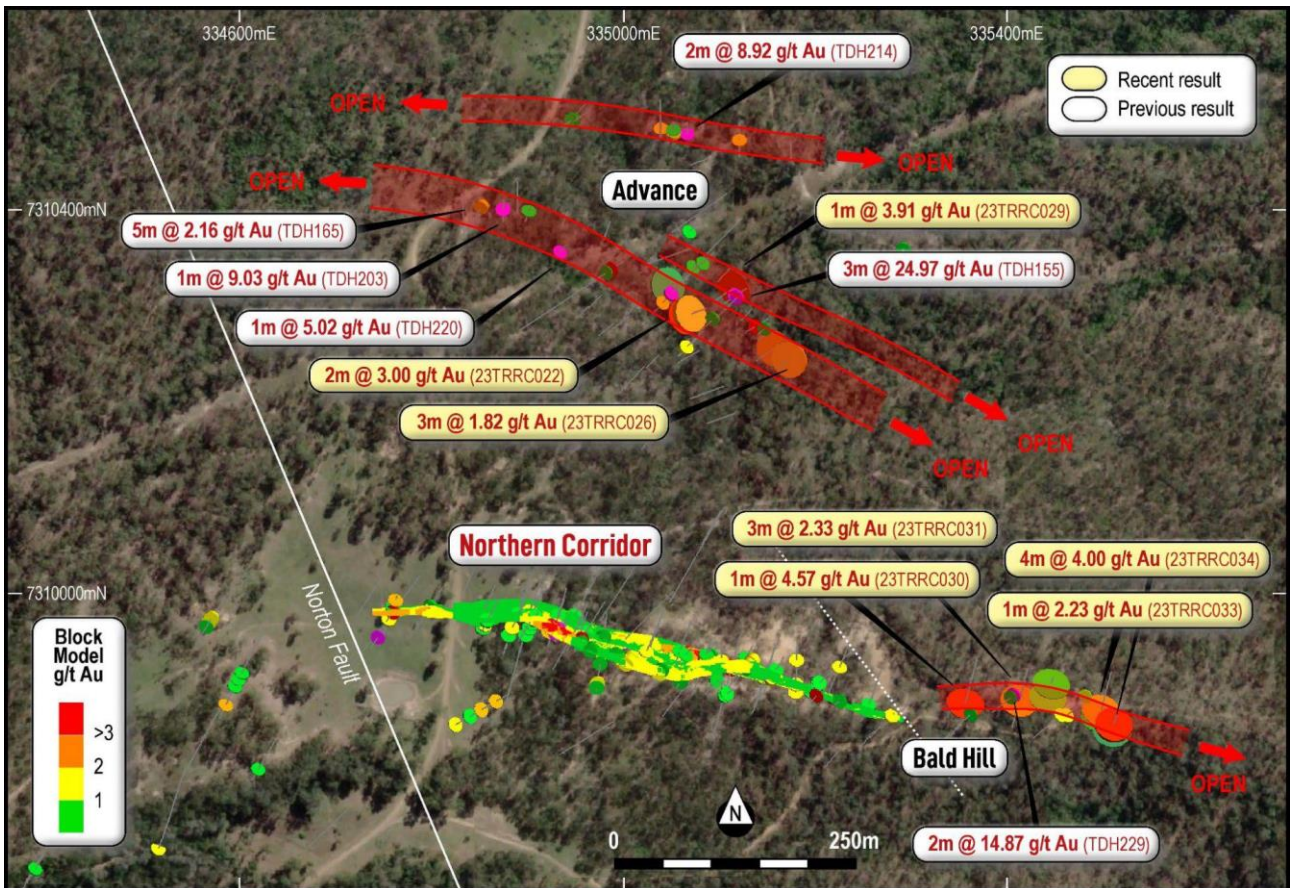 334600mE
335000mE
335400mE
2m @ 8.92 g/t Au (TDH214)
Recent result
Previous result
OPEN
OPEN
OPEN
Advance
7310400mN
1m @ 3.91 g/t Au (23TRRC029)
5m @ 2.16 g/t Au (TDH165)
3m @ 24.97 g/t Au (TDH155)
1m @ 9.03 g/t Au (TDH203)
1m @ 5.02 g/t Au (TDH220)
2m @ 3.00 g/t Au (23TRRC022)
3m @ 1.82 g/t Au (23TRRC026)
OPEN
OPEN
3m @ 2.33 g/t Au (23TRRC031)
Northern Corridor
4m @ 4.00 g/t Au (23TRRC034)
1m @ 4.57 g/t Au (23TRRC030)
7310000mN
1m @ 2.23 g/t Au (23TRRC033)
Norton Fault
Block
Model
g/t Au
>3
2
1
Bald Hill
OPEN
N
0
250m
2m @ 14.87 g/t Au (TDH229)